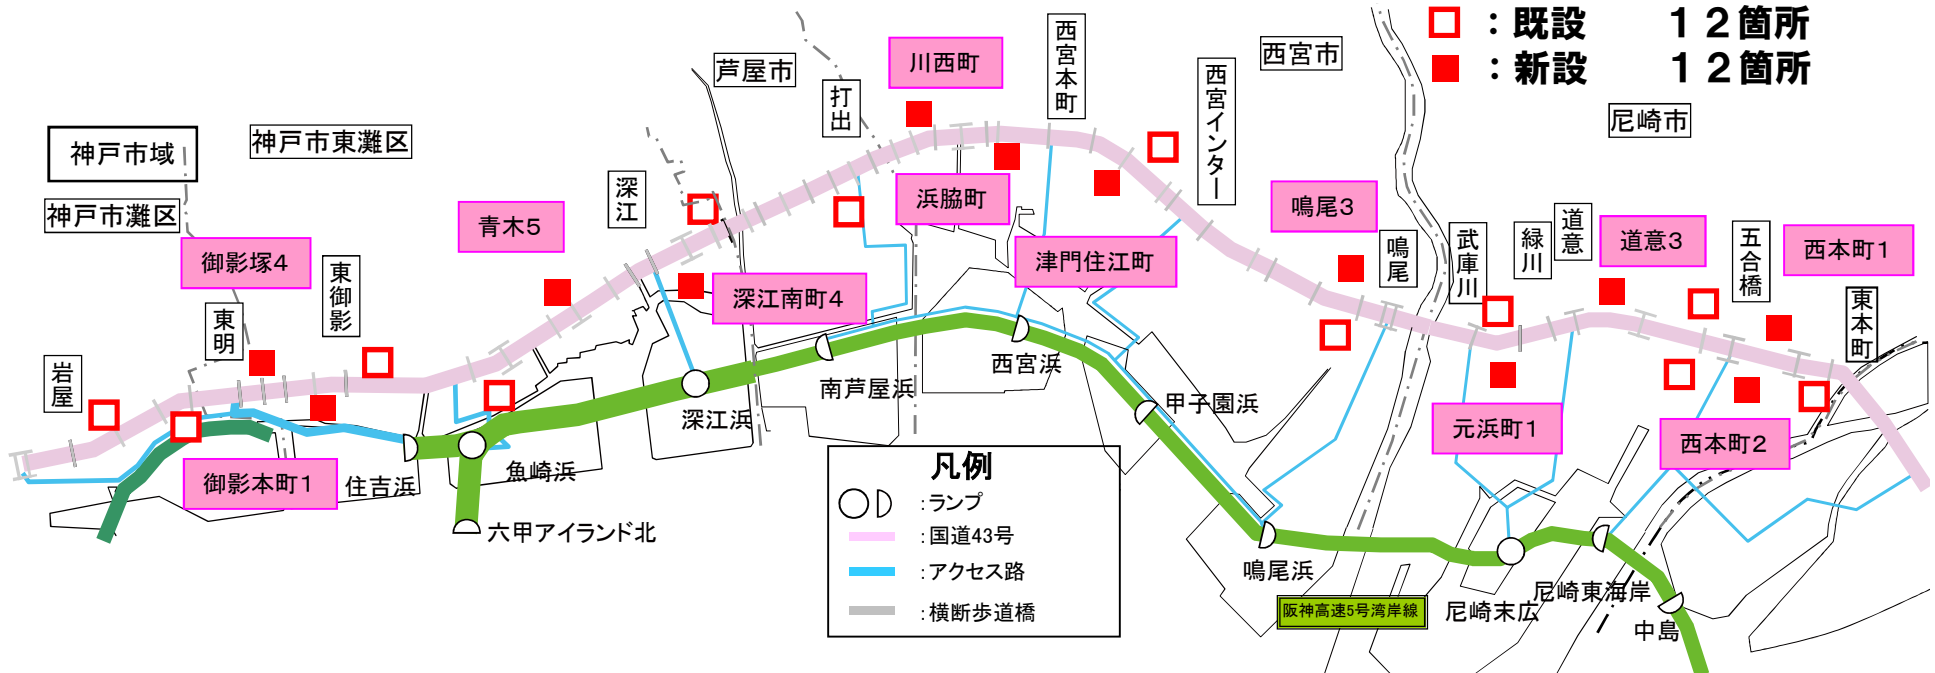 ：既設　１２箇所
：新設　１２箇所
神戸市域
神戸市灘区
神戸市東灘区
芦屋市
西宮市
尼崎市
岩屋
東明
東御影
深江
打出
西宮本町
西宮インター
鳴尾
武庫川
緑川
道意
五合橋
東本町
御影塚4
御影本町1
青木5
深江南町4
川西町
浜脇町
津門住江町
鳴尾3
元浜町1
道意3
西本町2
西本町1
住吉浜
魚崎浜
六甲アイランド北
深江浜
南芦屋浜
西宮浜
甲子園浜
鳴尾浜
尼崎末広
尼崎東海岸
中島
阪神高速5号湾岸線
凡例
：ランプ
：国道43号
：アクセス路
：横断歩道橋